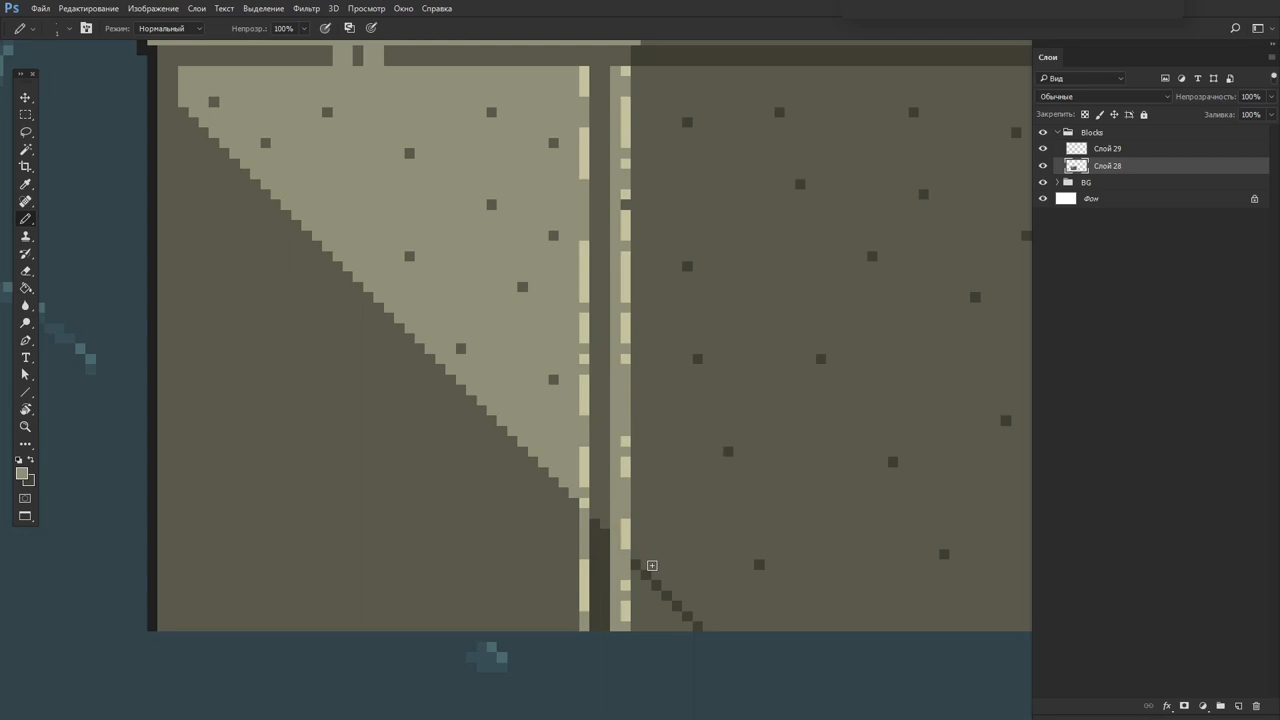 Ps Файл Редактирование Изображение Слои Текст Выделение Фильтр 3D Просмотр Окно Справка
1 Режим: Нормальный Непрозр.: 100%
Слои
Вид
Обычные Непрозрачность: 100%
Закрепить: Заливка: 100%
Blocks
Слой 29
Слой 28
BG
Фон